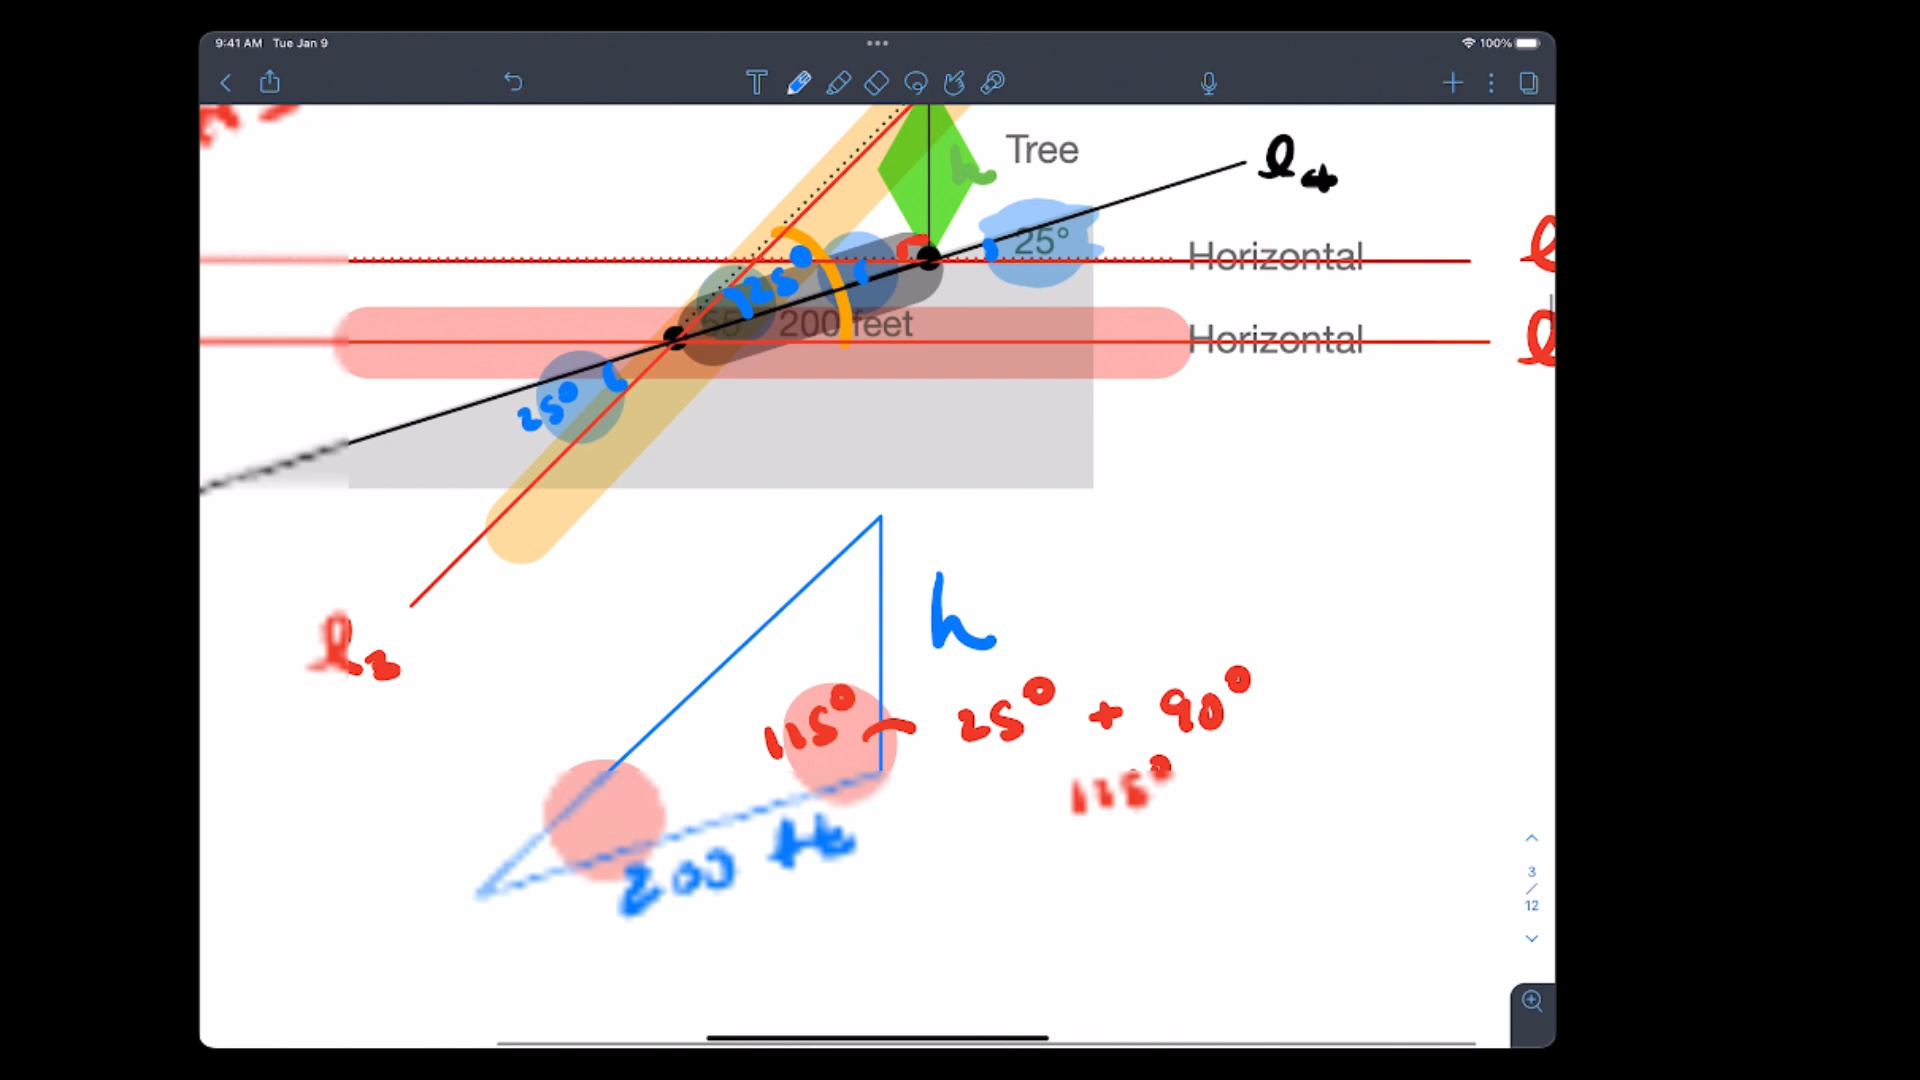 9:41 AM Tue Jan 9
100%
T
h Tree
l4
25°
Horizontal
125°
200 feet
Horizontal
25°
l3
h
115° 25° + 90°
115°
200 ft
3
/
12